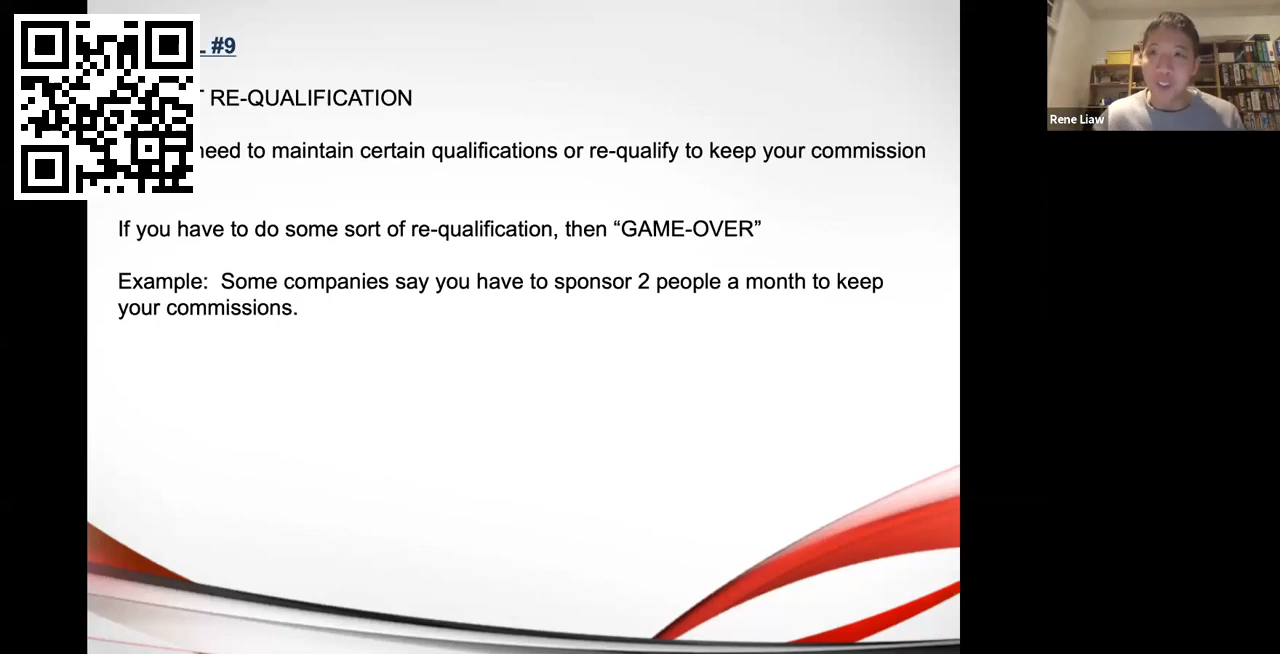 #9
RE-QUALIFICATION
need to maintain certain qualifications or re-qualify to keep your commission
If you have to do some sort of re-qualification, then “GAME-OVER”
Example: Some companies say you have to sponsor 2 people a month to keep
your commissions.
Rene Liaw